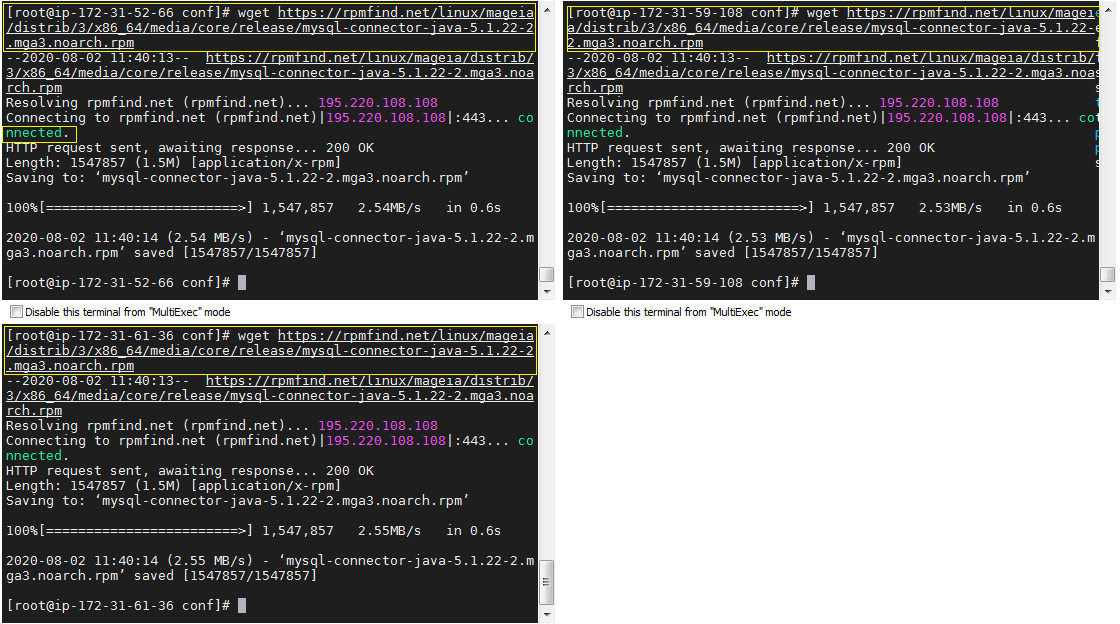 [root@ip-172-31-52-66 conf]# wget https://rpmfind.net/linux/mageia
/distrib/3/x86_64/media/core/release/mysql-connector-java-5.1.22-2
.mga3.noarch.rpm
--2020-08-02 11:40:13--  https://rpmfind.net/linux/mageia/distrib/
3/x86_64/media/core/release/mysql-connector-java-5.1.22-2.mga3.noa
rch.rpm
Resolving rpmfind.net (rpmfind.net)... 195.220.108.108
Connecting to rpmfind.net (rpmfind.net)|195.220.108.108|:443... co
nnected.
HTTP request sent, awaiting response... 200 OK
Length: 1547857 (1.5M) [application/x-rpm]
Saving to: ‘mysql-connector-java-5.1.22-2.mga3.noarch.rpm’
100%[========================>] 1,547,857   2.54MB/s   in 0.6s
2020-08-02 11:40:14 (2.54 MB/s) - ‘mysql-connector-java-5.1.22-2.m
ga3.noarch.rpm’ saved [1547857/1547857]
[root@ip-172-31-52-66 conf]#
Disable this terminal from "MultiExec" mode
[root@ip-172-31-59-108 conf]# wget https://rpmfind.net/linux/magei
a/distrib/3/x86_64/media/core/release/mysql-connector-java-5.1.22-
2.mga3.noarch.rpm
--2020-08-02 11:40:13--  https://rpmfind.net/linux/mageia/distrib/
3/x86_64/media/core/release/mysql-connector-java-5.1.22-2.mga3.noa
rch.rpm
Resolving rpmfind.net (rpmfind.net)... 195.220.108.108
Connecting to rpmfind.net (rpmfind.net)|195.220.108.108|:443... co
nnected.
HTTP request sent, awaiting response... 200 OK
Length: 1547857 (1.5M) [application/x-rpm]
Saving to: ‘mysql-connector-java-5.1.22-2.mga3.noarch.rpm’
100%[========================>] 1,547,857   2.53MB/s   in 0.6s
2020-08-02 11:40:14 (2.53 MB/s) - ‘mysql-connector-java-5.1.22-2.m
ga3.noarch.rpm’ saved [1547857/1547857]
[root@ip-172-31-59-108 conf]#
Disable this terminal from "MultiExec" mode
[root@ip-172-31-61-36 conf]# wget https://rpmfind.net/linux/mageia
/distrib/3/x86_64/media/core/release/mysql-connector-java-5.1.22-2
.mga3.noarch.rpm
--2020-08-02 11:40:13--  https://rpmfind.net/linux/mageia/distrib/
3/x86_64/media/core/release/mysql-connector-java-5.1.22-2.mga3.noa
rch.rpm
Resolving rpmfind.net (rpmfind.net)... 195.220.108.108
Connecting to rpmfind.net (rpmfind.net)|195.220.108.108|:443... co
nnected.
HTTP request sent, awaiting response... 200 OK
Length: 1547857 (1.5M) [application/x-rpm]
Saving to: ‘mysql-connector-java-5.1.22-2.mga3.noarch.rpm’
100%[========================>] 1,547,857   2.55MB/s   in 0.6s
2020-08-02 11:40:14 (2.55 MB/s) - ‘mysql-connector-java-5.1.22-2.m
ga3.noarch.rpm’ saved [1547857/1547857]
[root@ip-172-31-61-36 conf]#